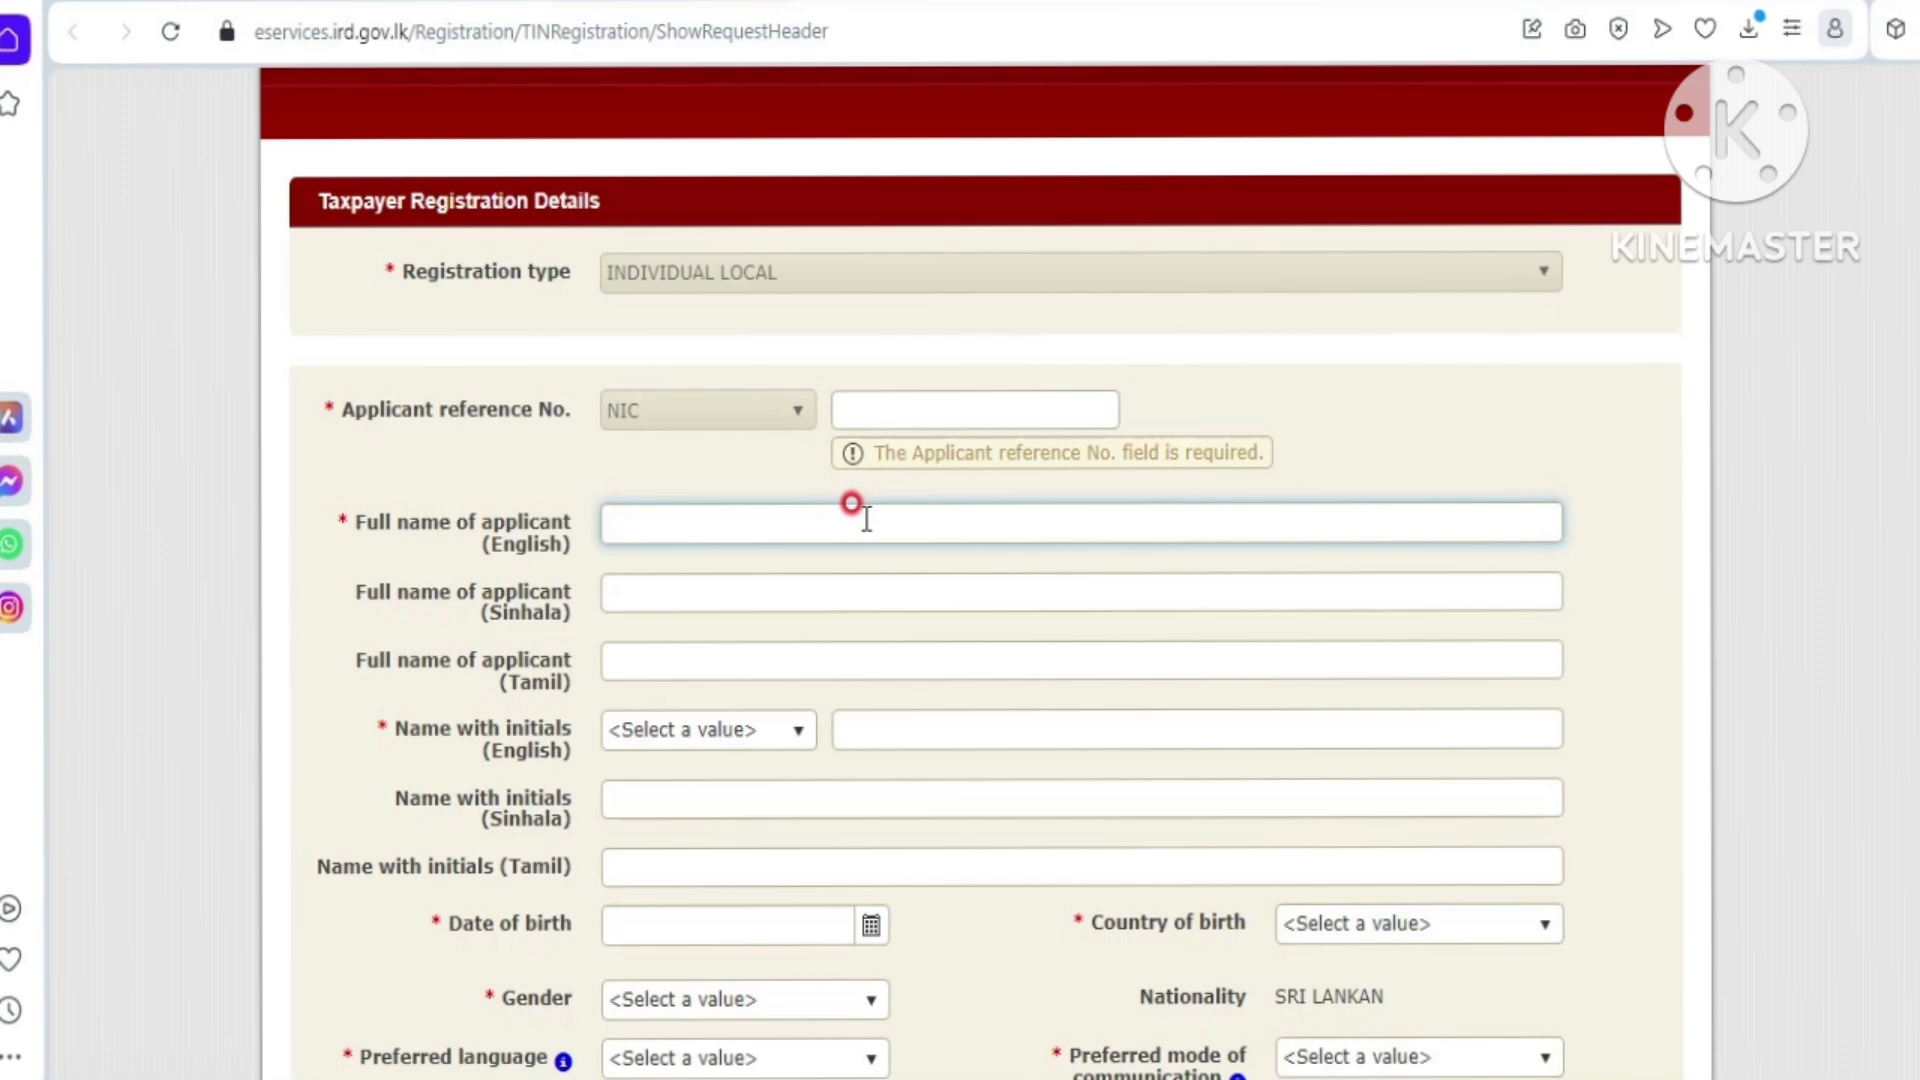 eservices.ird.gov.lk/Registration/TINRegistration/ShowRequestHeader
K
KINEMASTER
Taxpayer Registration Details
* Registration type
INDIVIDUAL LOCAL
* Applicant reference No.
NIC
The Applicant reference No. field is required.
* Full name of applicant
(English)
Full name of applicant
(Sinhala)
Full name of applicant
(Tamil)
* Name with initials
(English)
<Select a value>
Name with initials
(Sinhala)
Name with initials (Tamil)
* Date of birth
* Country of birth
<Select a value>
* Gender
<Select a value>
Nationality
SRI LANKAN
* Preferred language
<Select a value>
* Preferred mode of
communication
<Select a value>